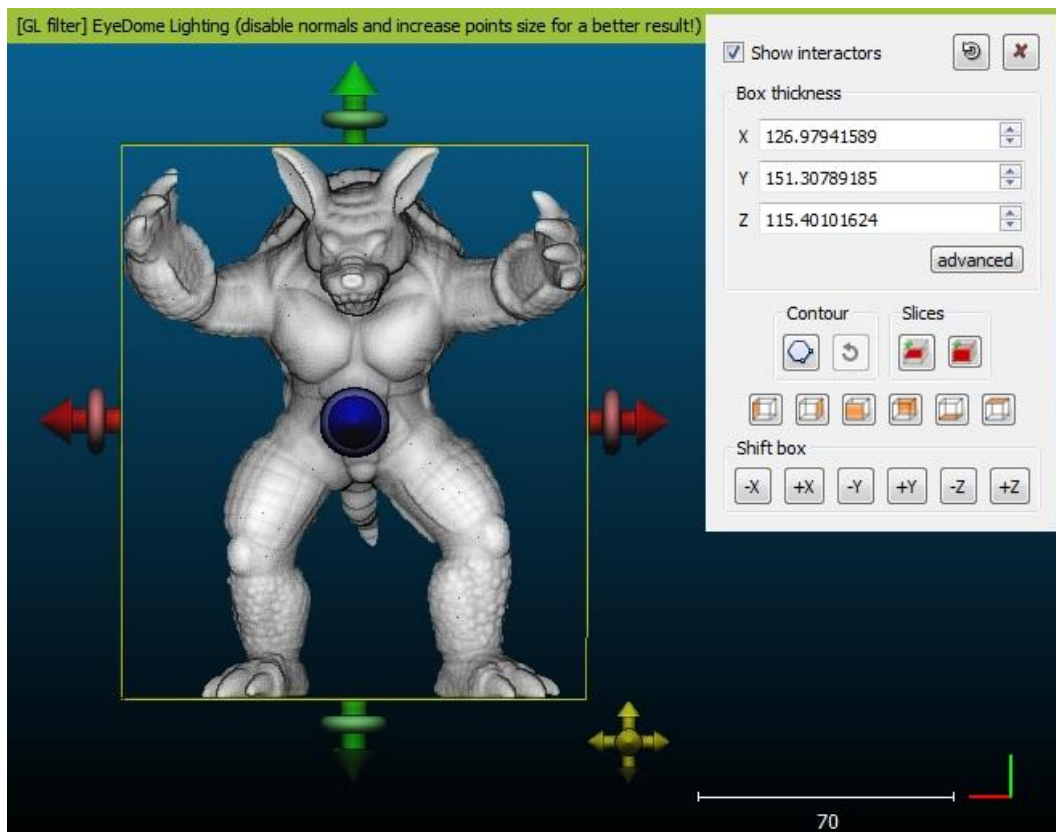 [GL filter] EyeDome Lighting (disable normals and increase points size for a better result!)
Show interactors
Box thickness
X 126.97941589
Y 151.30789185
Z 115.40101624
advanced
Contour Slices
Shift box
-X +X -Y +Y -Z +Z
70